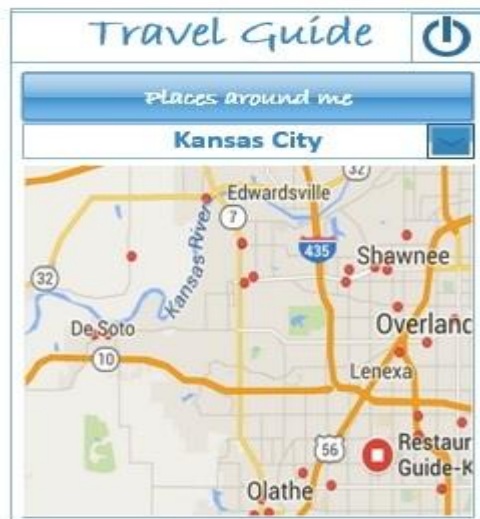 Travel Guide
Places around me
Kansas City
32
Edwardsville
7
Kansas River
435
Shawnee
32
De Soto
Overlanc
10
Lenexa
56
Restaur
Guide-K
Olathe